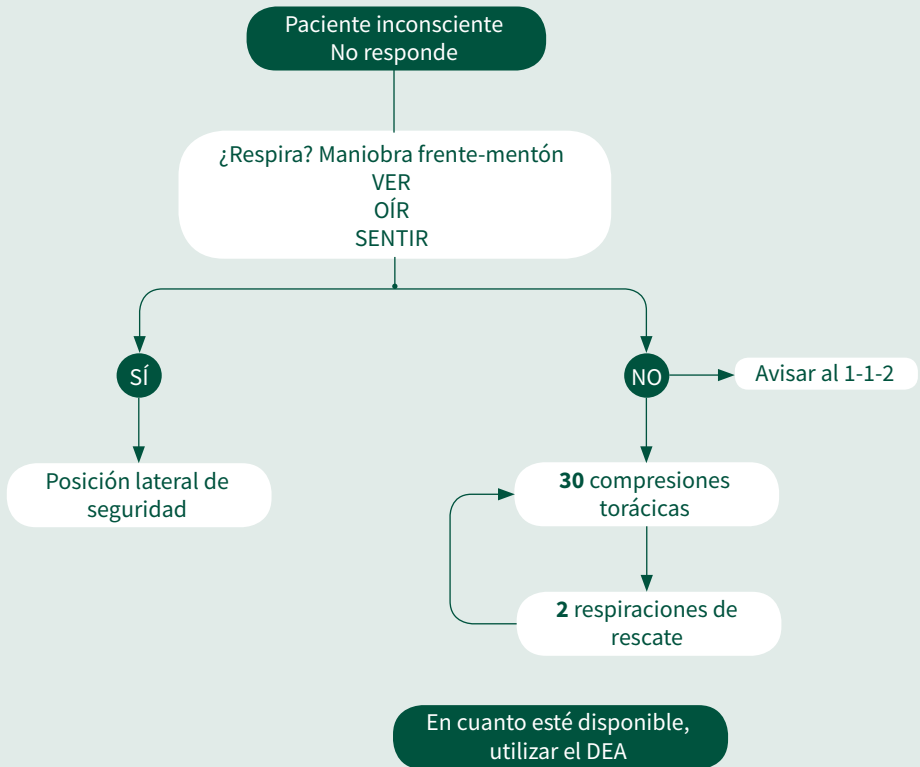 Paciente inconsciente
No responde
¿Respira? Maniobra frente-mentón
VER
OÍR
SENTIR
SÍ
NO
Avisar al 1-1-2
Posición lateral de
seguridad
30 compresiones
torácicas
2 respiraciones de
rescate
En cuanto esté disponible,
utilizar el DEA